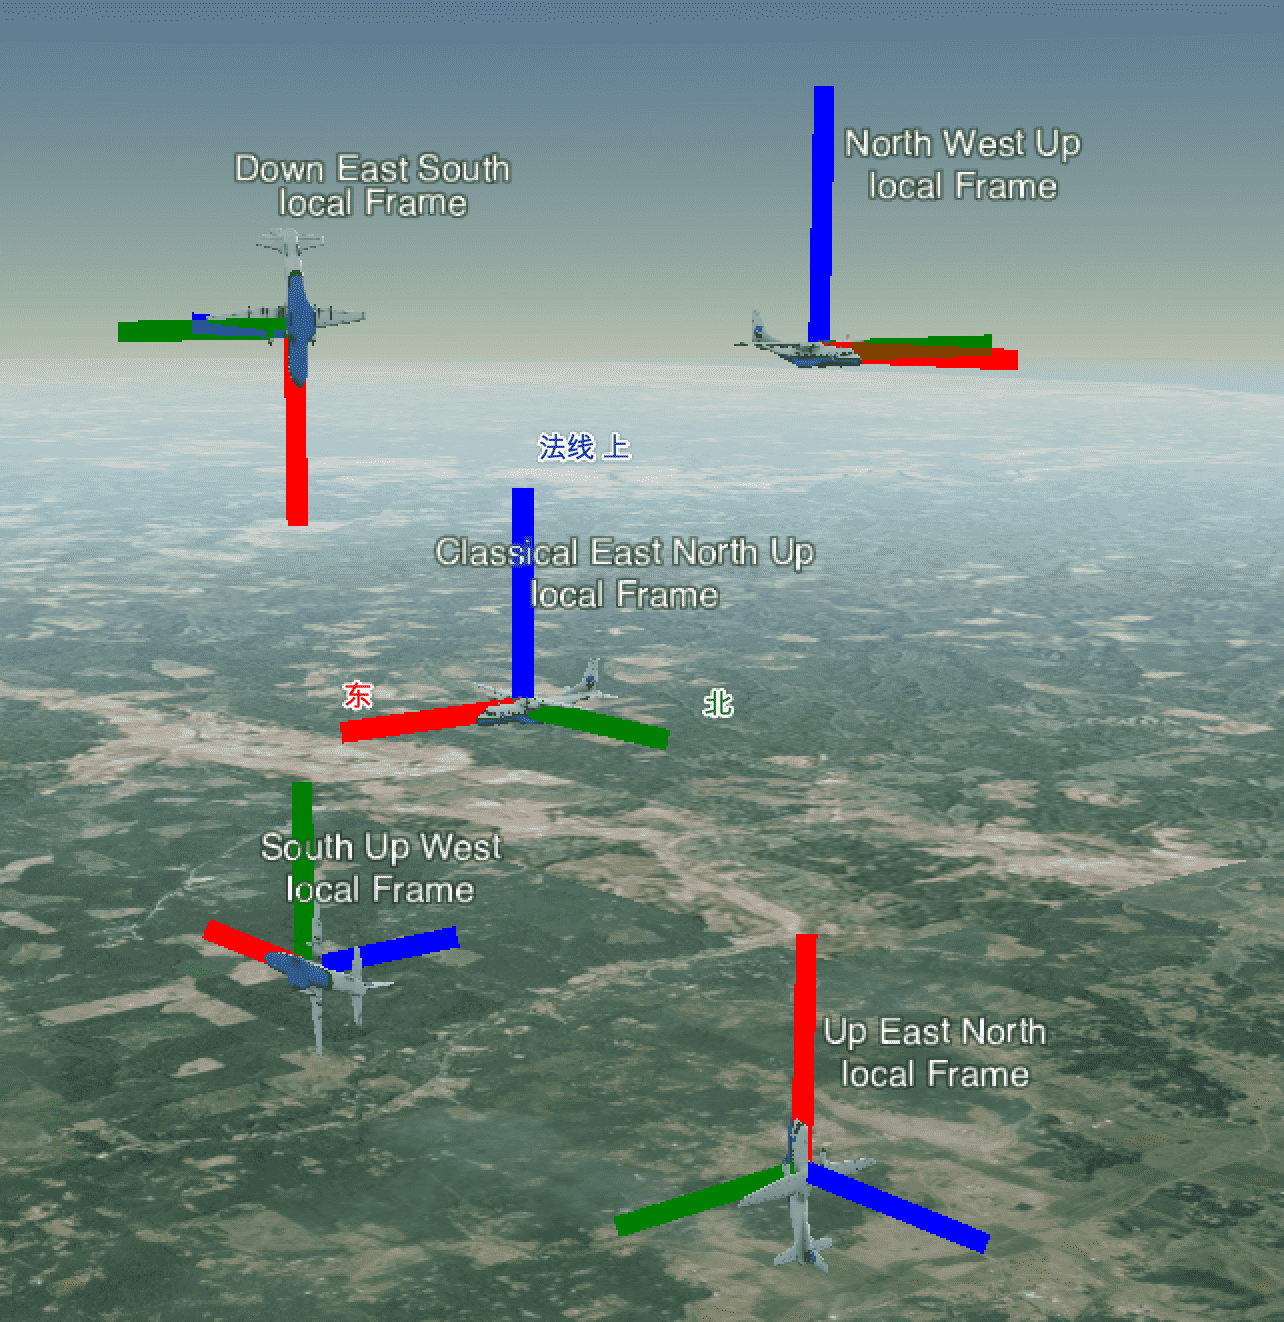 North West Up
local Frame
Down East South
local Frame
法线 上
Classical East North Up
local Frame
东
北
South Up West
local Frame
Up East North
local Frame